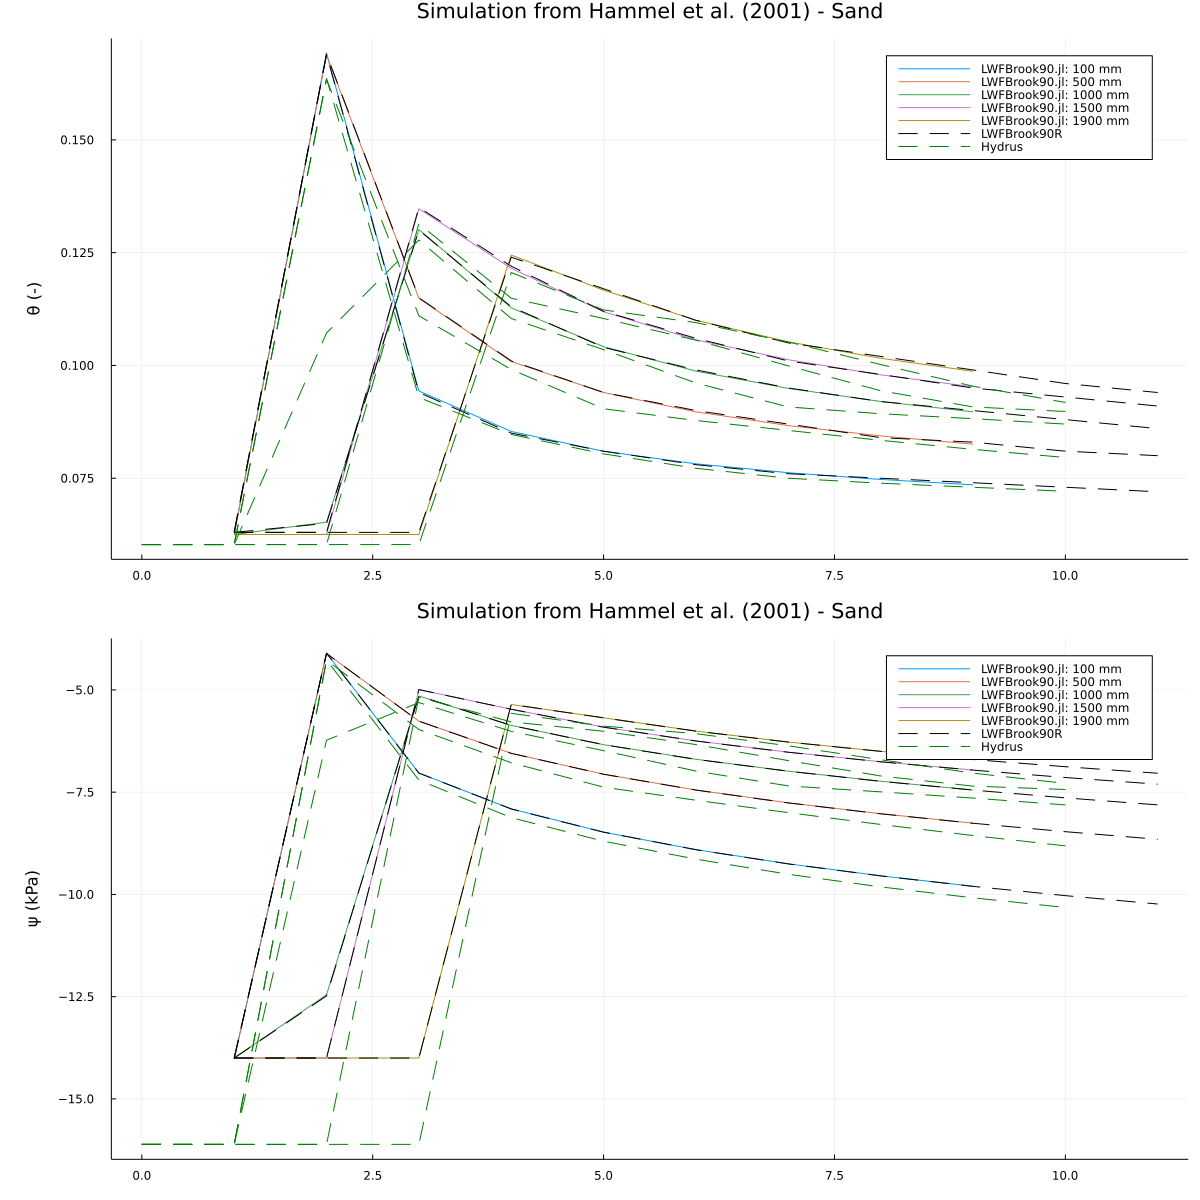 Simulation from Hammel et al. (2001) - Sand
LWFBrook90.jl: 100 mm
LWFBrook90.jl: 500 mm
LWFBrook90.jl: 1000 mm
LWFBrook90.jl: 1500 mm
LWFBrook90.jl: 1900 mm
LWFBrook90R
Hydrus
θ (-)
0.150
0.125
0.100
0.075
0.0 2.5 5.0 7.5 10.0
Simulation from Hammel et al. (2001) - Sand
LWFBrook90.jl: 100 mm
LWFBrook90.jl: 500 mm
LWFBrook90.jl: 1000 mm
LWFBrook90.jl: 1500 mm
LWFBrook90.jl: 1900 mm
LWFBrook90R
Hydrus
ψ (kPa)
−5.0
−7.5
−10.0
−12.5
−15.0
0.0 2.5 5.0 7.5 10.0